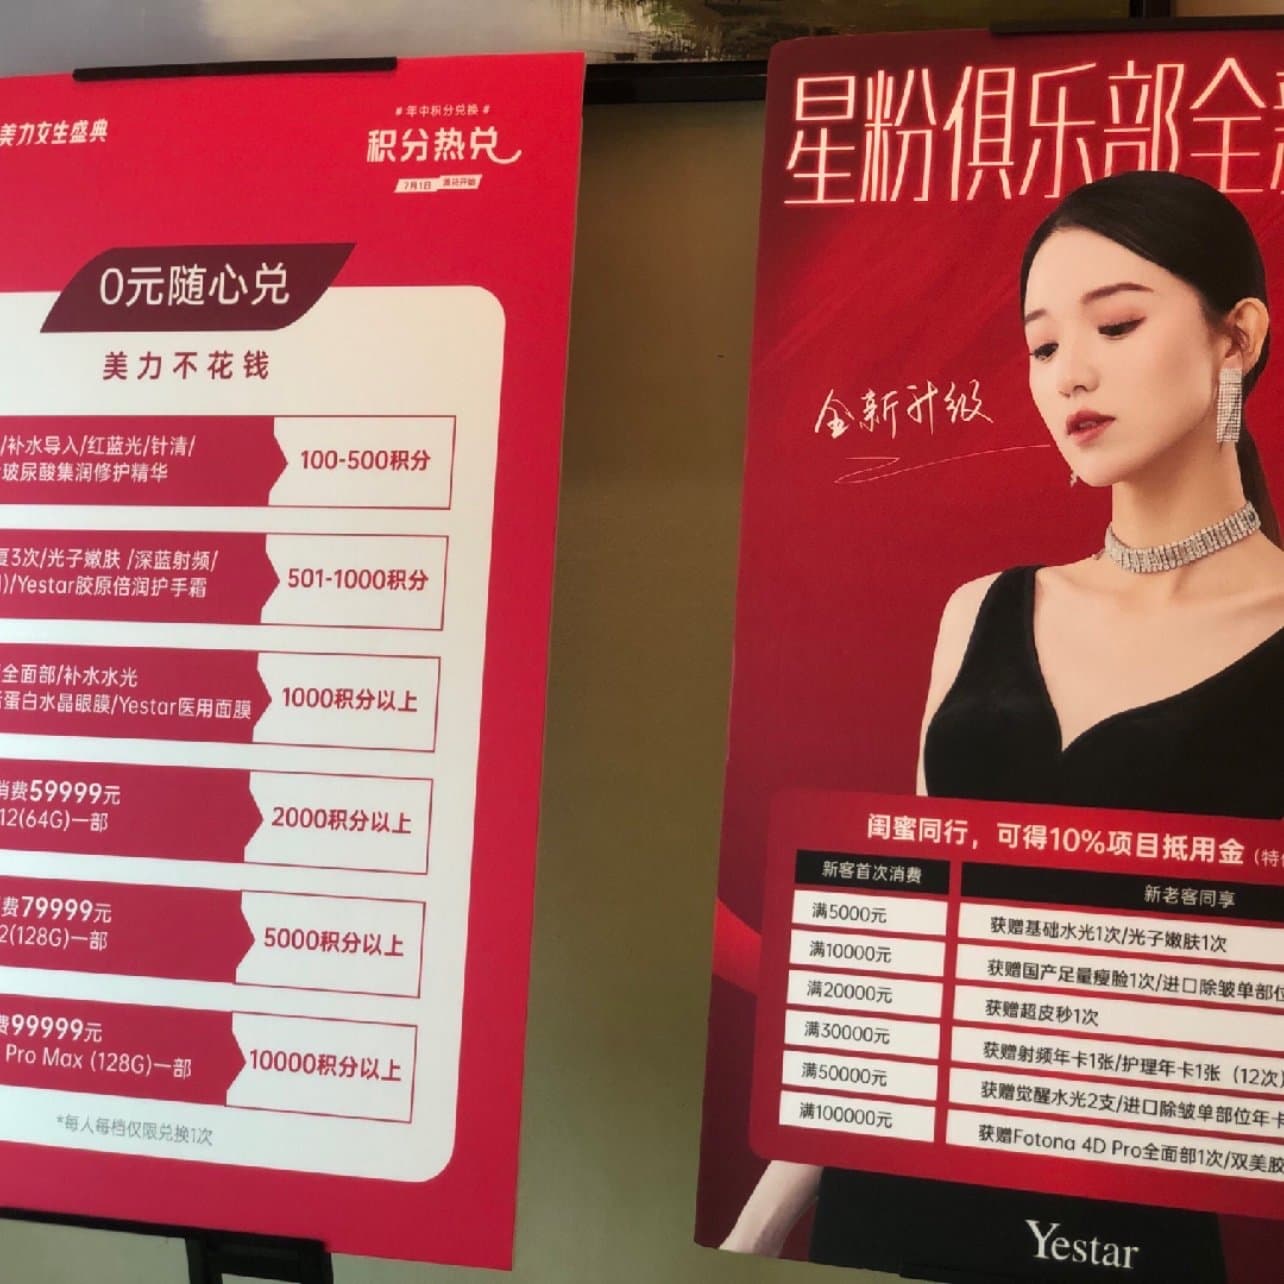 美力女生盛典
#年中积分兑换#
积分热兑
7月1日
0元随心兑
美力不花钱
/补水导入/红蓝光/针清/
玻尿酸集润修护精华
100-500积分
复3次/光子嫩肤 /深蓝射频/
)/Yestar胶原倍润护手霜
501-1000积分
全面部/补水水光
蛋白水晶眼膜/Yestar医用面膜
1000积分以上
消费59999元
12(64G)一部
2000积分以上
费79999元
2(128G)一部
5000积分以上
费99999元
Pro Max (128G)一部
10000积分以上
*每人每档仅限兑换1次
星粉俱乐部全新
全新升级
闺蜜同行，可得10%项目抵用金（特
新客首次消费
新老客同享
满5000元
获赠基础水光1次/光子嫩肤1次
满10000元
获赠国产足量瘦脸1次/进口除皱单部位
满20000元
获赠超皮秒1次
满30000元
获赠射频年卡1张/护理年卡1张（12次）
满50000元
获赠觉醒水光2支/进口除皱单部位年卡
满100000元
获赠Fotona 4D Pro全面部1次/双美胶
Yestar